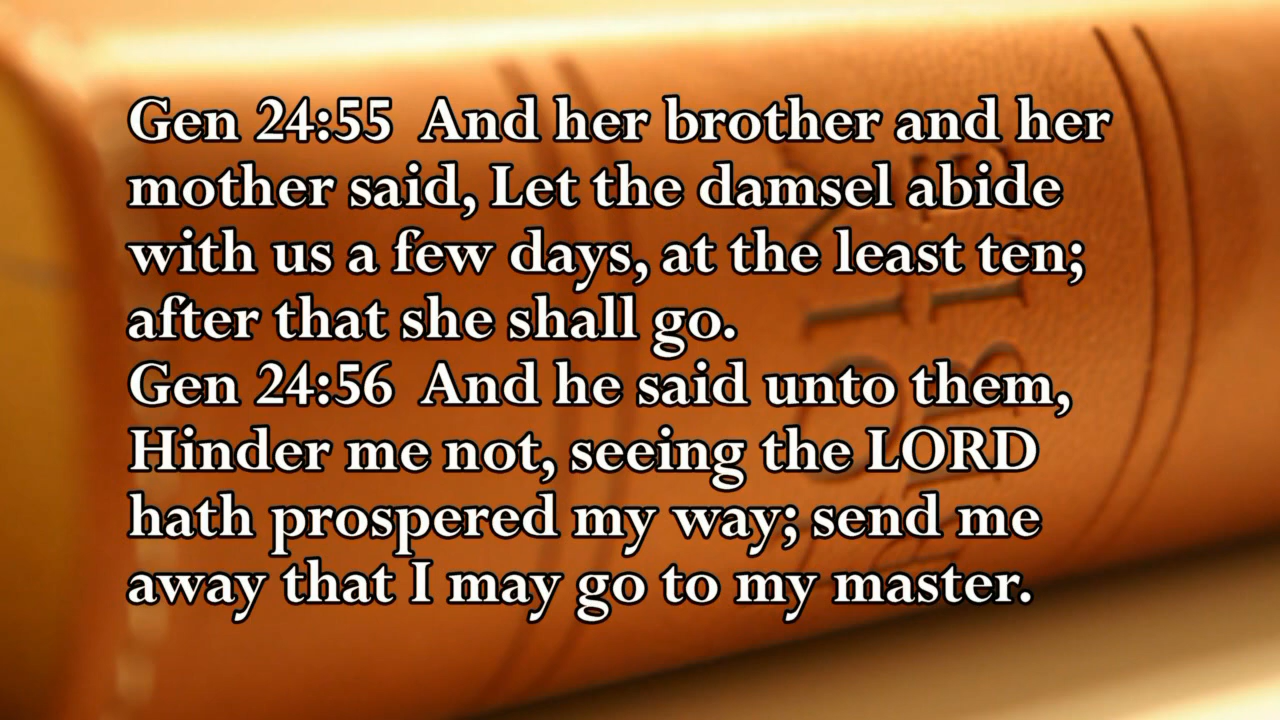 Gen 24:55  And her brother and her
mother said, Let the damsel abide
with us a few days, at the least ten;
after that she shall go.
Gen 24:56  And he said unto them,
Hinder me not, seeing the LORD
hath prospered my way; send me
away that I may go to my master.
HOLY
BIBLE